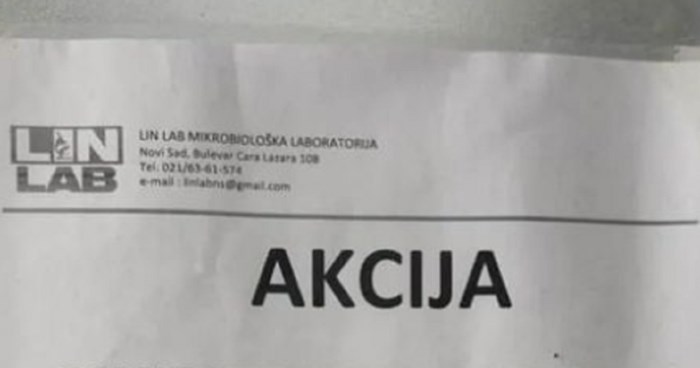 LIN
LAB
LIN LAB MIKROBIOLOŠKA LABORATORIJA
Novi Sad, Bulevar Cara Lazara 108
Tel. 021/63-61-574
e-mail : linlabns@gmail.com
AKCIJA